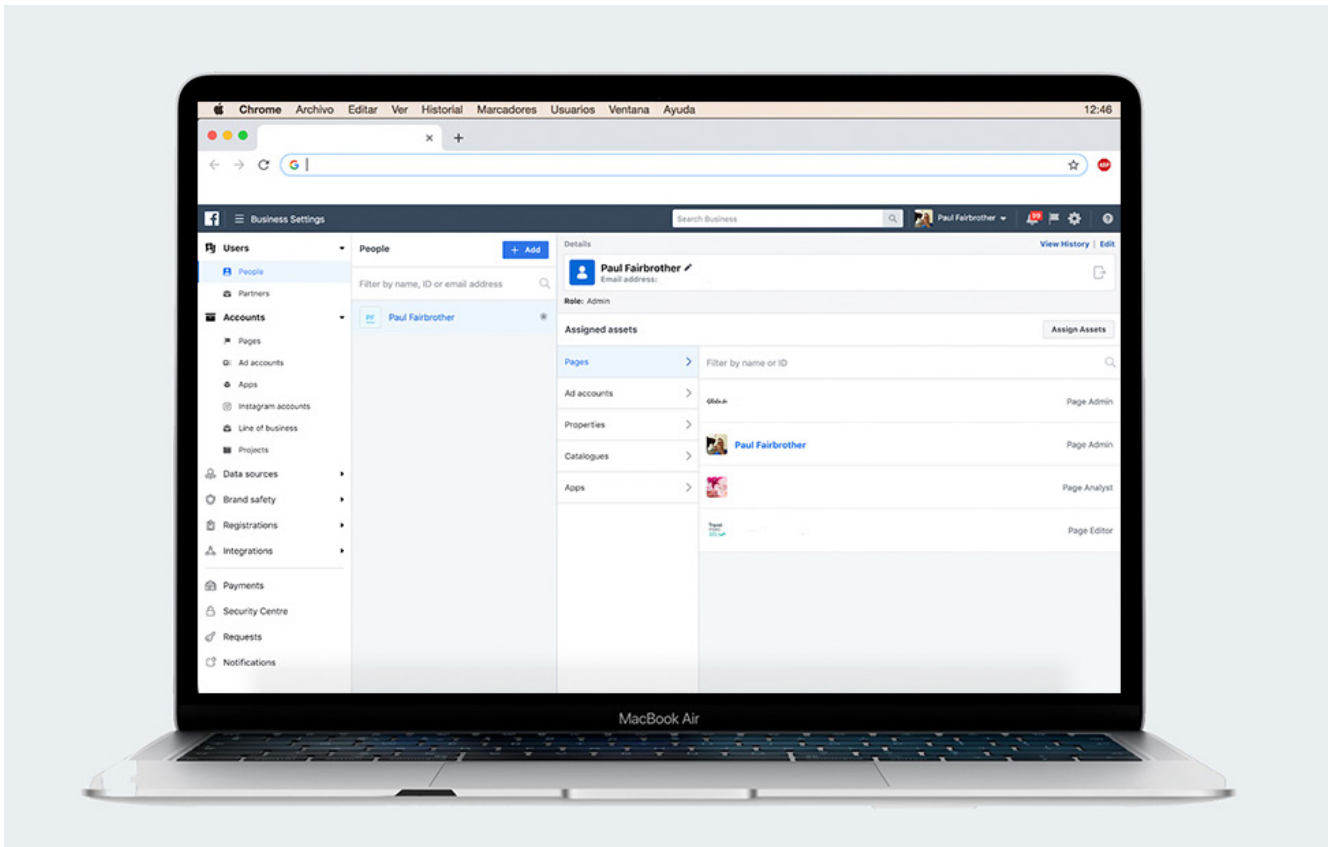 Chrome Archivo Editar Ver Historial Marcadores Usuarios Ventana Ayuda 12:46
Business Settings
Search Business
Paul Fairbrother
99
Users
People
Partners
Accounts
Pages
Ad accounts
Apps
Instagram accounts
Line of business
Projects
Data sources
Brand safety
Registrations
Integrations
Payments
Security Centre
Requests
Notifications
People
+ Add
Filter by name, ID or email address
PF
Paul Fairbrother
Details
View History | Edit
Paul Fairbrother
Email address:
Role: Admin
Assigned assets
Assign Assets
Pages
Ad accounts
Properties
Catalogues
Apps
Filter by name or ID
Page Admin
Paul Fairbrother Page Admin
Page Analyst
Travel
Page Editor
MacBook Air